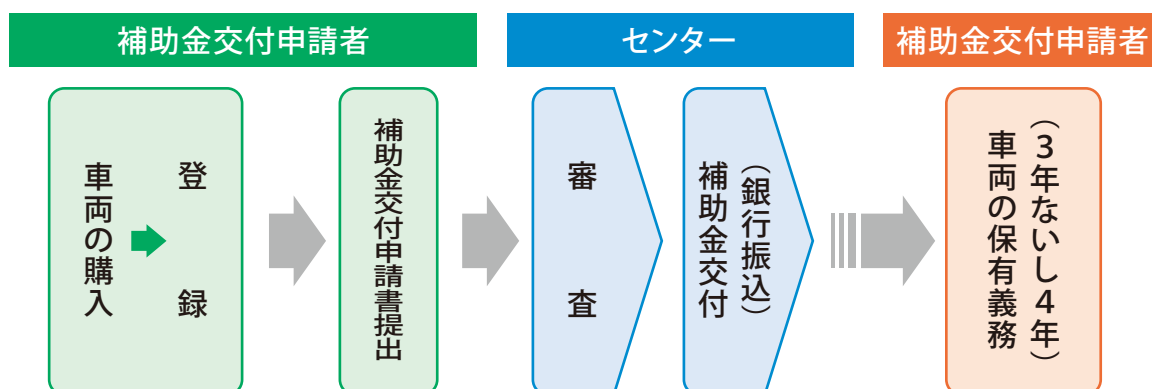 補助金交付申請者
センター
補助金交付申請者
車両の購入
登録
補助金交付申請書提出
審査
補助金交付
（銀行振込）
車両の保有義務
（３年ないし４年）